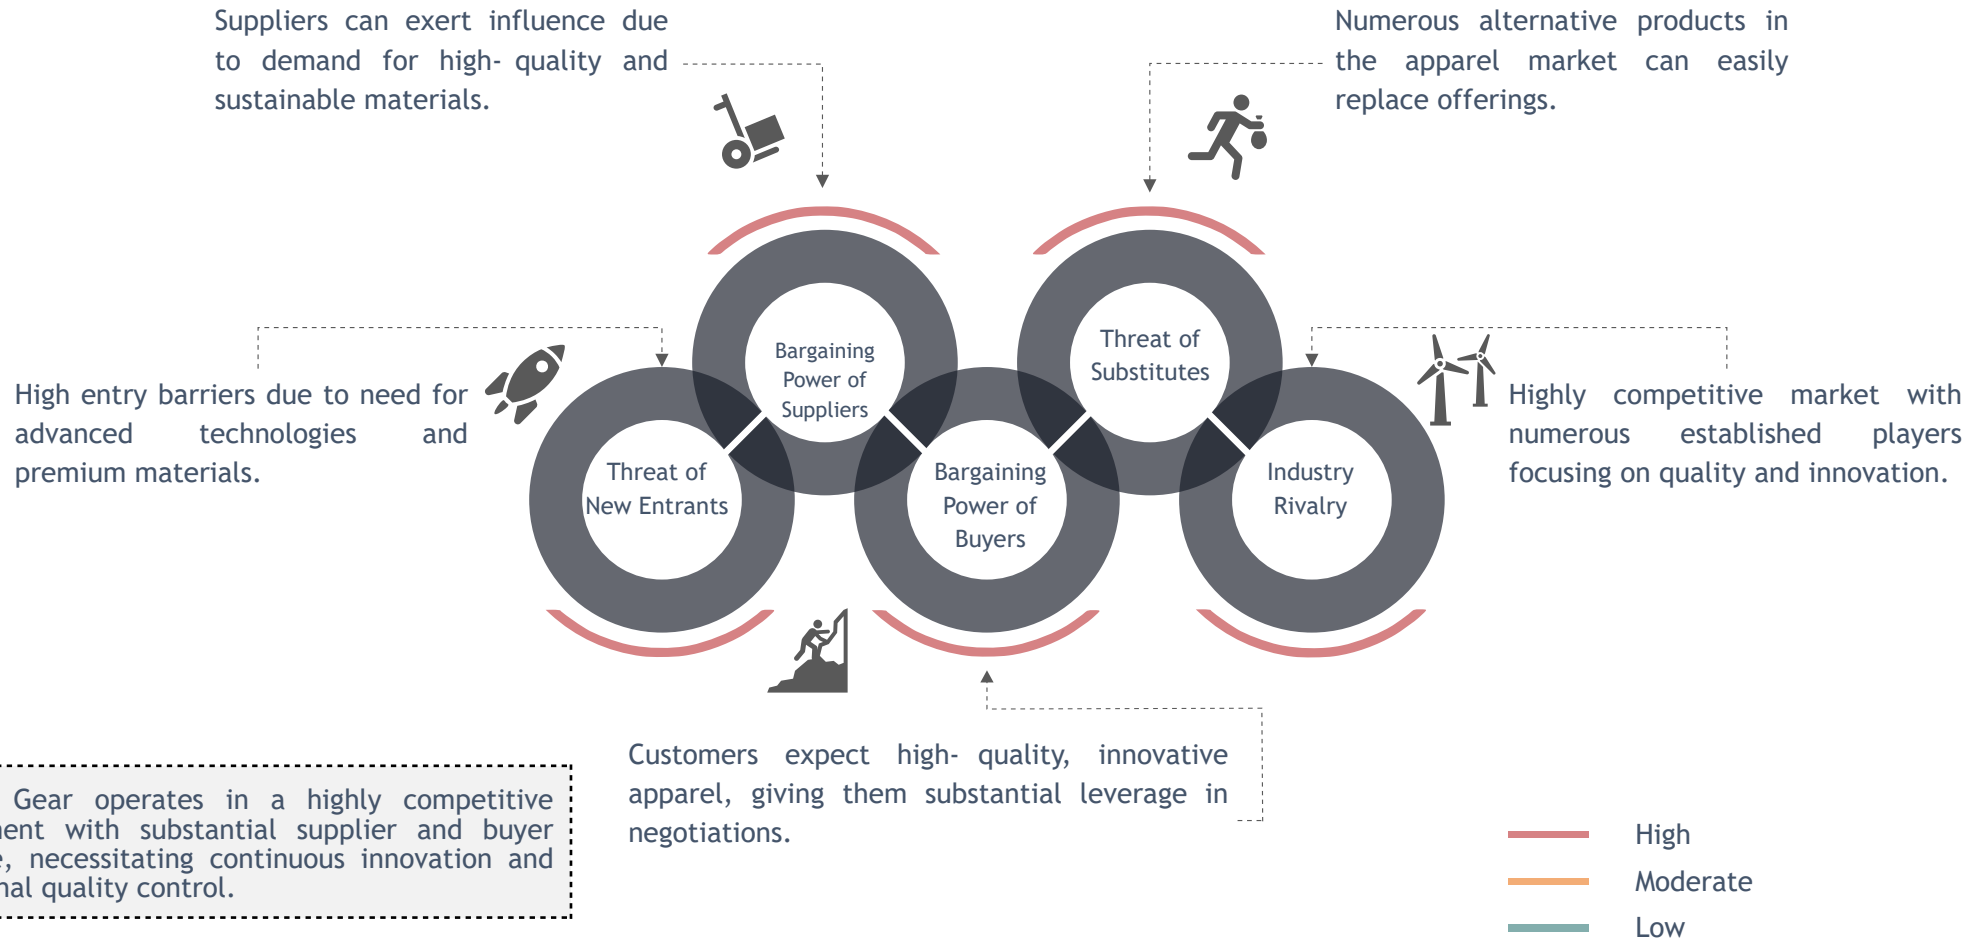 Suppliers can exert influence due
to demand for high- quality and
sustainable materials.
Numerous alternative products in
the apparel market can easily
replace offerings.
High entry barriers due to need for
advanced technologies and
premium materials.
Bargaining
Power of
Suppliers
Threat of
Substitutes
Highly competitive market with
numerous established players
focusing on quality and innovation.
Threat of
New Entrants
Bargaining
Power of
Buyers
Industry
Rivalry
Customers expect high- quality, innovative
apparel, giving them substantial leverage in
negotiations.
Gear operates in a highly competitive
with substantial supplier and buyer
necessitating continuous innovation and
quality control.
High
Moderate
Low